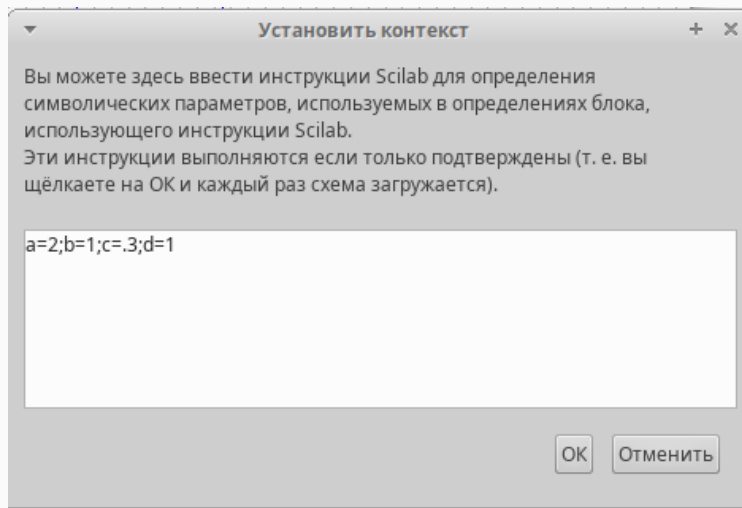 Установить контекст
Вы можете здесь ввести инструкции Scilab для определения
символических параметров, используемых в определениях блока,
использующего инструкции Scilab.
Эти инструкции выполняются если только подтверждены (т. е. вы
щёлкаете на ОК и каждый раз схема загружается).
a=2;b=1;c=.3;d=1
ОК
Отменить